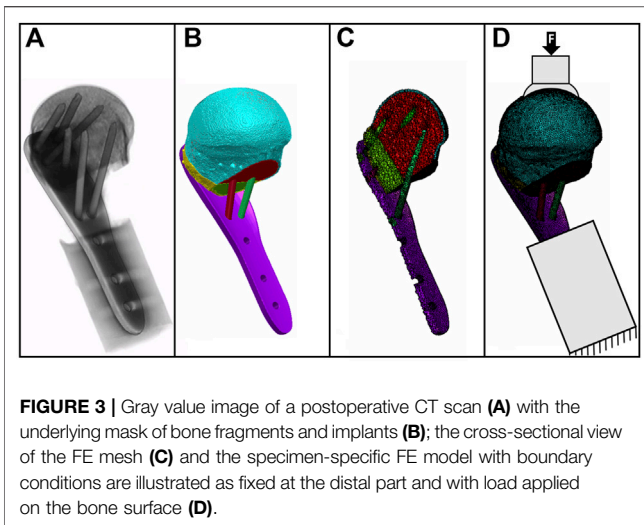 A
B
C
D
F
FIGURE 3 | Gray value image of a postoperative CT scan (A) with the
underlying mask of bone fragments and implants (B); the cross-sectional view
of the FE mesh (C) and the specimen-specific FE model with boundary
conditions are illustrated as fixed at the distal part and with load applied
on the bone surface (D).